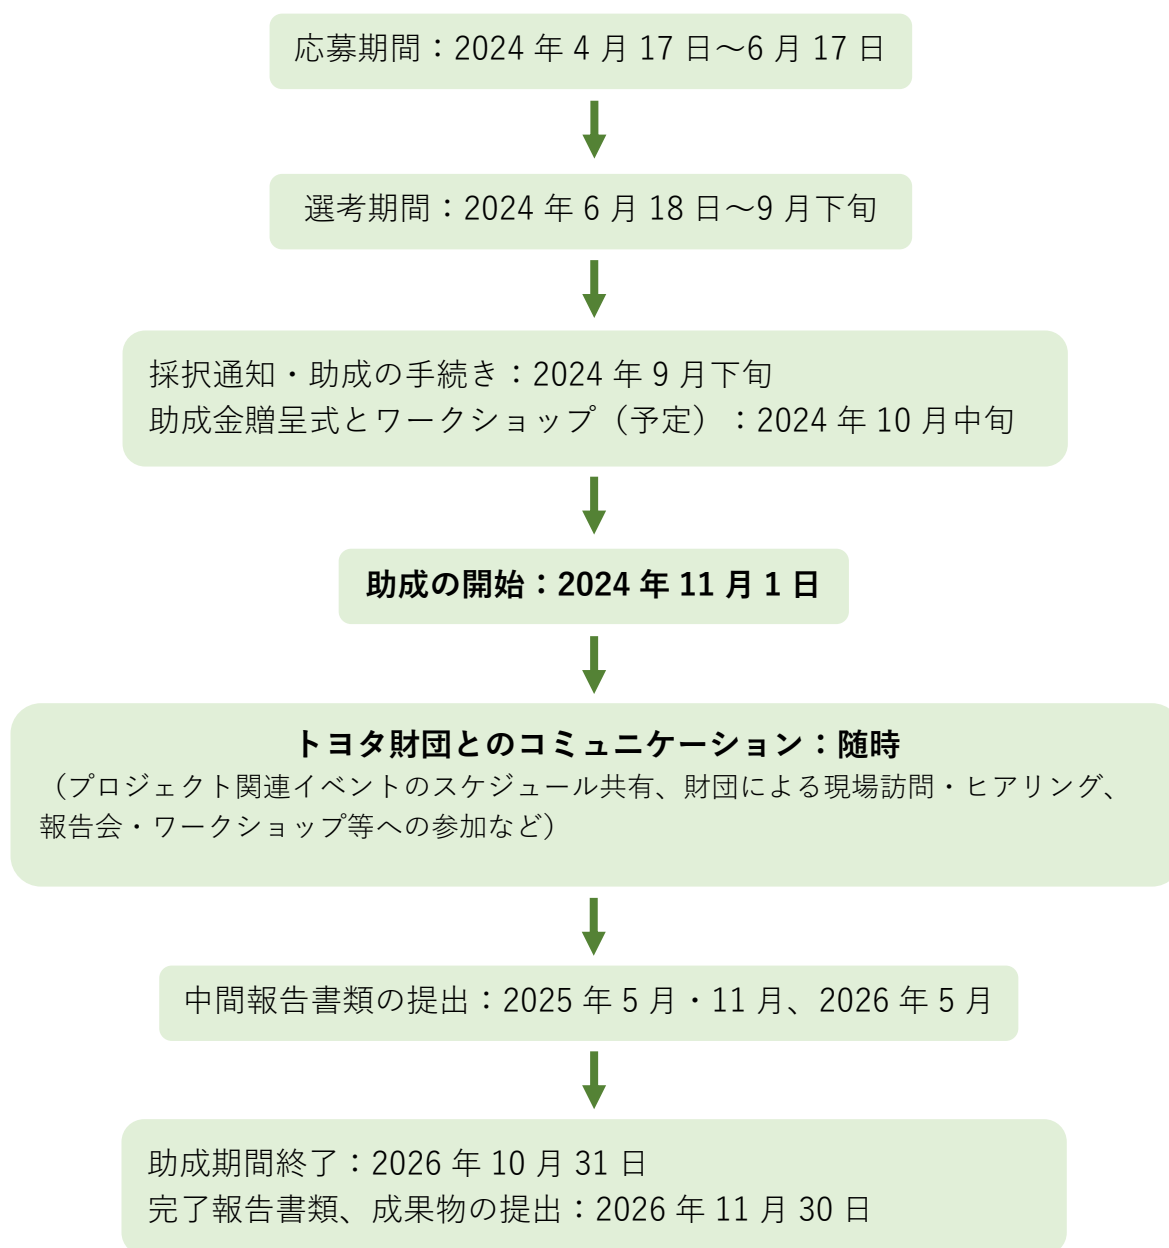 応募期間：2024 年 4 月 17 日～6 月 17 日
選考期間：2024 年 6 月 18 日～9 月下旬
採択通知・助成の手続き：2024 年 9 月下旬
助成金贈呈式とワークショップ（予定）：2024 年 10 月中旬
助成の開始：2024 年 11 月 1 日
トヨタ財団とのコミュニケーション：随時
（プロジェクト関連イベントのスケジュール共有、財団による現場訪問・ヒアリング、
報告会・ワークショップ等への参加など）
中間報告書類の提出：2025 年 5 月・11 月、2026 年 5 月
助成期間終了：2026 年 10 月 31 日
完了報告書類、成果物の提出：2026 年 11 月 30 日